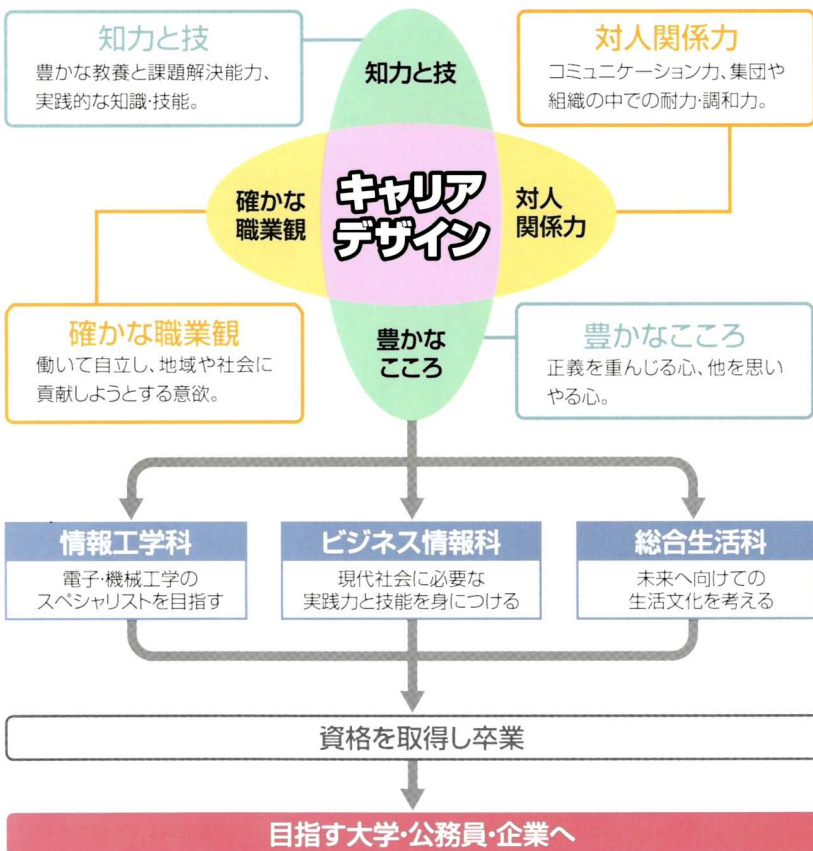 知力と技
豊かな教養と課題解決能力、
実践的な知識・技能。
知力と技
対人関係力
コミュニケーション力、集団や
組織の中での耐力・調和力。
確かな
職業観
キャリア
デザイン
対人
関係力
確かな職業観
働いて自立し、地域や社会に
貢献しようとする意欲。
豊かな
こころ
豊かなこころ
正義を重んじる心、他を思い
やる心。
情報工学科
電子・機械工学の
スペシャリストを目指す
ビジネス情報科
現代社会に必要な
実践力と技能を身につける
総合生活科
未来へ向けての
生活文化を考える
資格を取得し卒業
目指す大学・公務員・企業へ